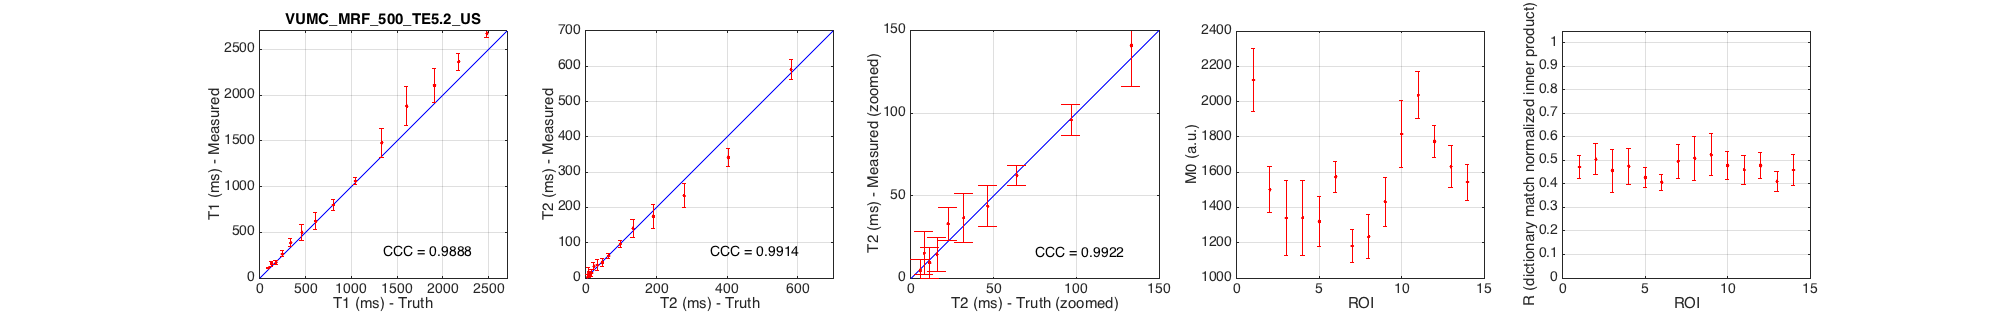 VUMC_MRF_500_TE5.2_US
T1 (ms) - Measured
2500
2000
1500
1000
500
0
0 500 1000 1500 2000 2500
T1 (ms) - Truth
CCC = 0.9888
T2 (ms) - Measured
700
600
500
400
300
200
100
0
0 200 400 600
T2 (ms) - Truth
CCC = 0.9914
T2 (ms) - Measured (zoomed)
150
100
50
0
0 50 100 150
T2 (ms) - Truth (zoomed)
CCC = 0.9922
M0 (a.u.)
2400
2200
2000
1800
1600
1400
1200
1000
0 5 10 15
ROI
R (dictionary match normalized inner product)
1
0.9
0.8
0.7
0.6
0.5
0.4
0.3
0.2
0.1
0
0 5 10 15
ROI